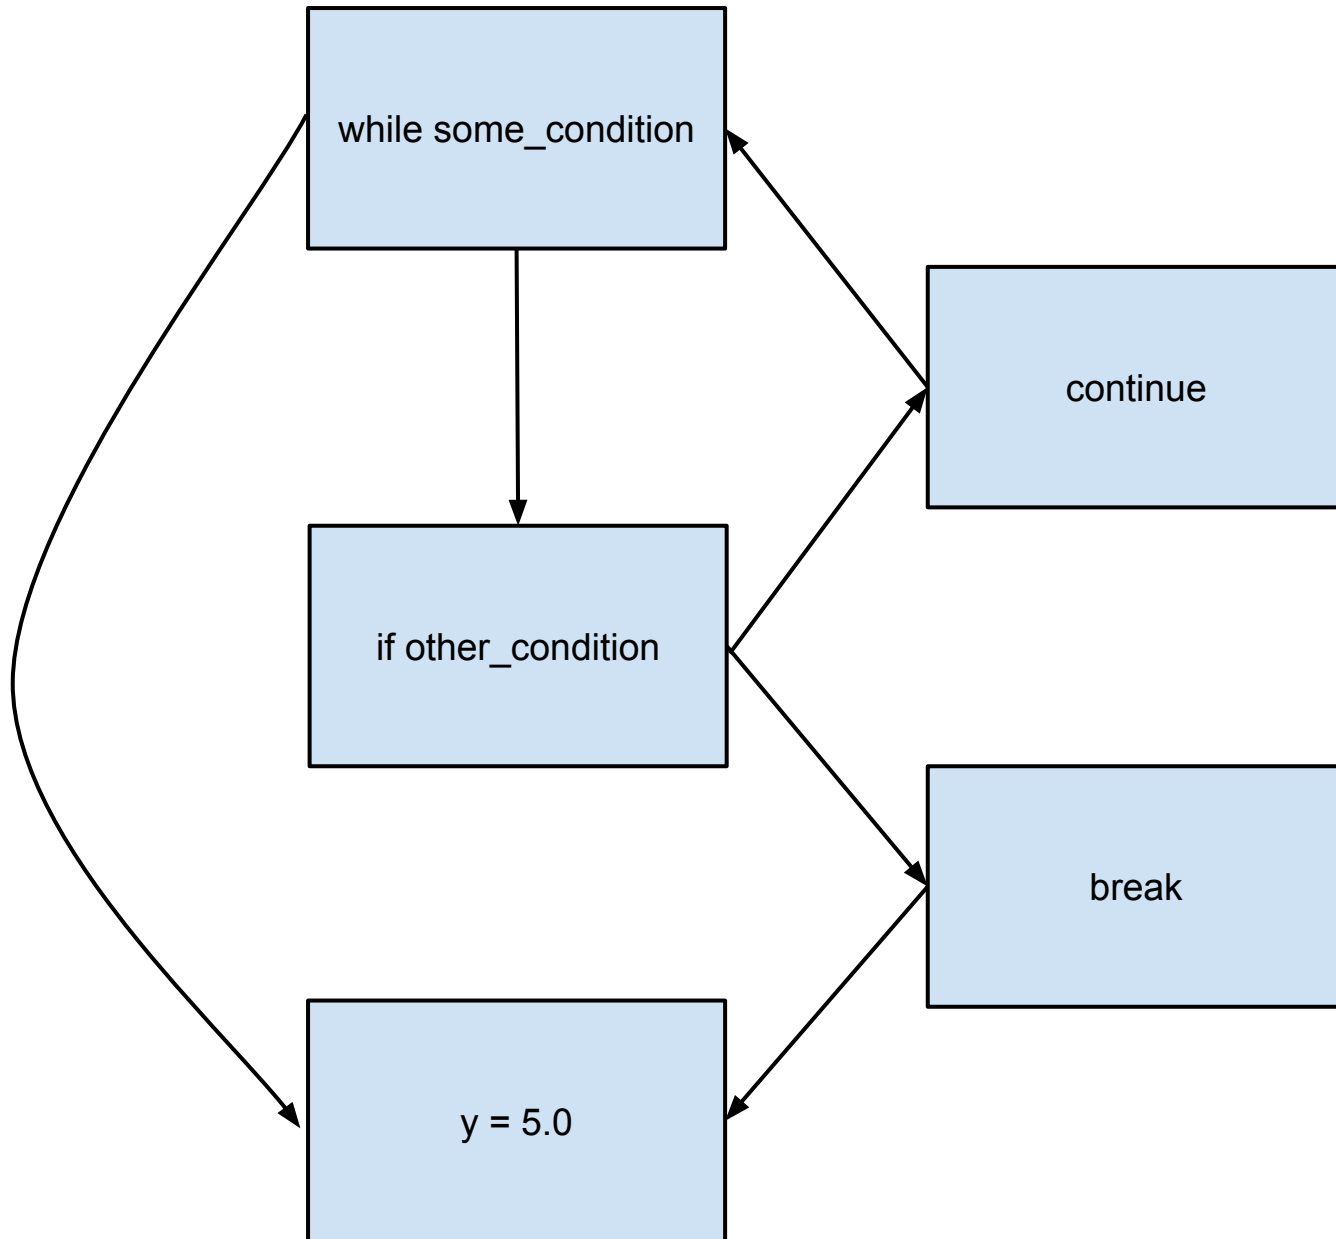 while some_condition
continue
if other_condition
break
y = 5.0